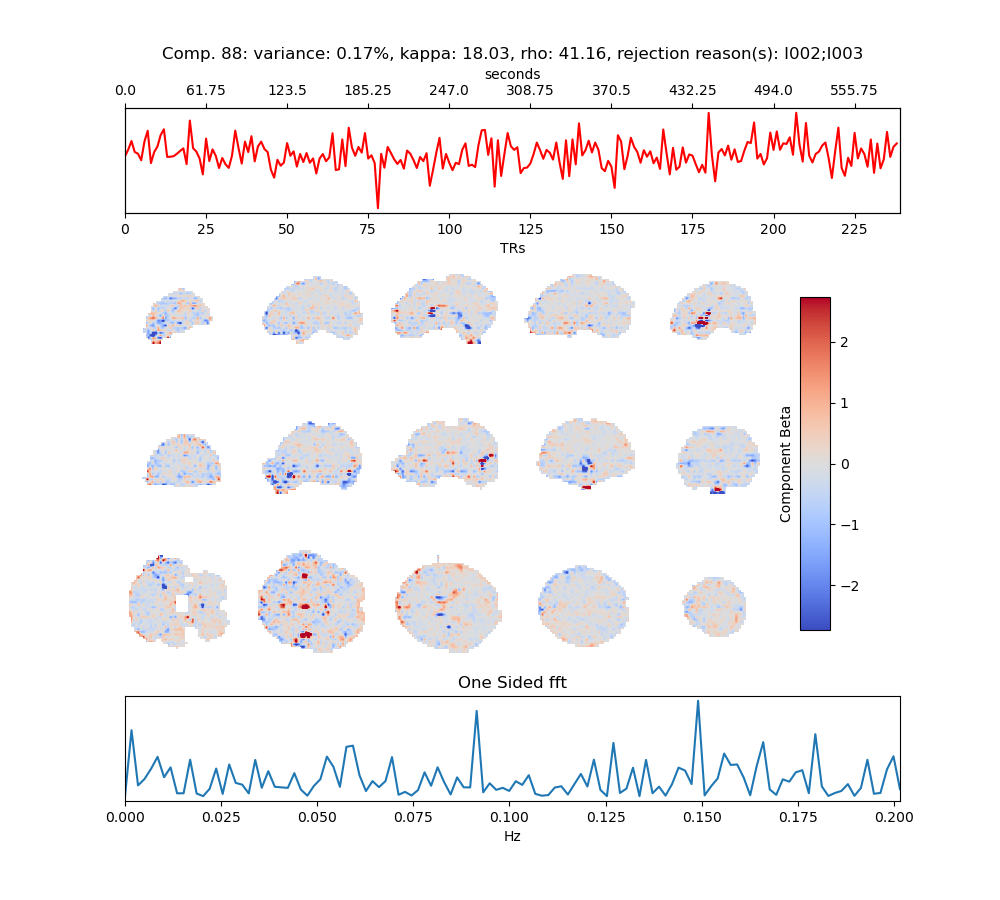 Comp. 88: variance: 0.17%, kappa: 18.03, rho: 41.16, rejection reason(s): I002;I003
seconds
0.0 61.75 123.5 185.25 247.0 308.75 370.5 432.25 494.0 555.75
0 25 50 75 100 125 150 175 200 225
TRs
2
1
0
−1
−2
Component Beta
One Sided fft
0.000 0.025 0.050 0.075 0.100 0.125 0.150 0.175 0.200
Hz